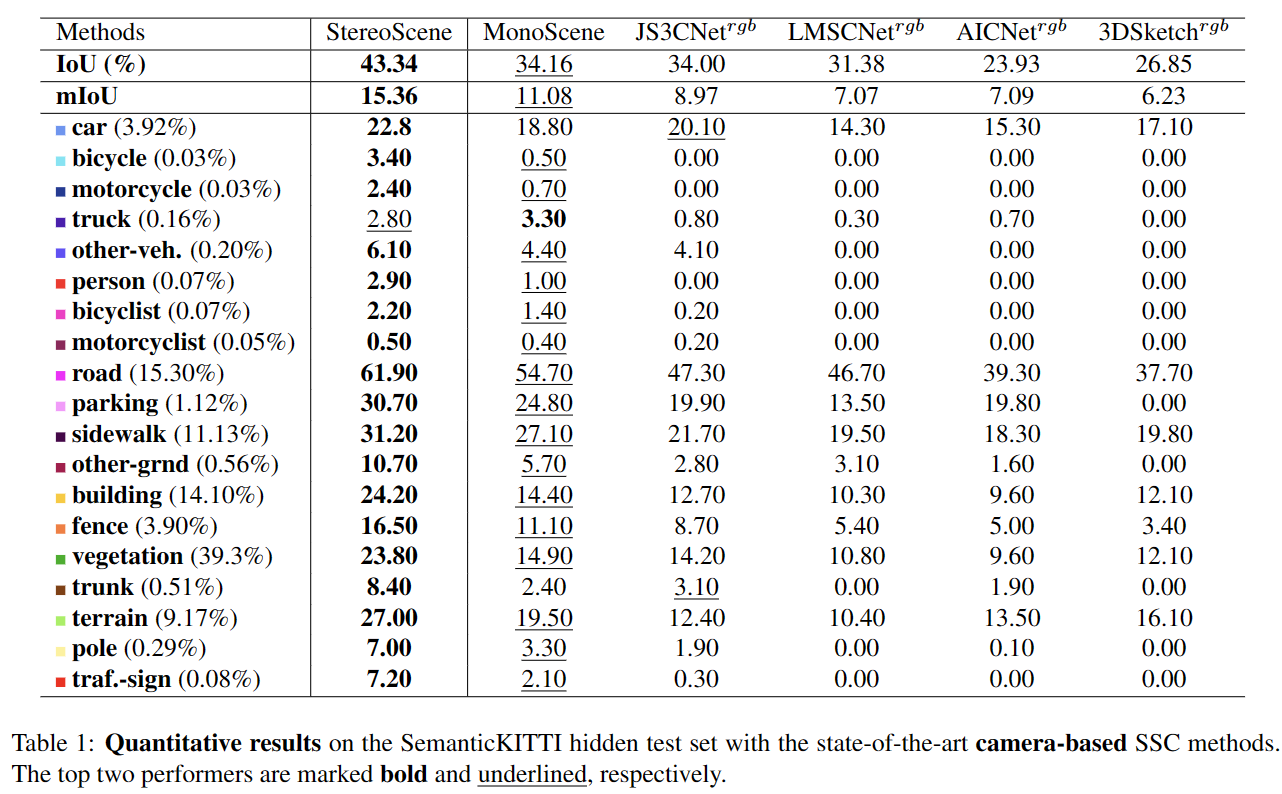 Methods StereoScene MonoScene JS3CNet^rgb LMSCNet^rgb AICNet^rgb 3DSketch^rgb
IoU (%) 43.34 34.16 34.00 31.38 23.93 26.85
mIoU 15.36 11.08 8.97 7.07 7.09 6.23
car (3.92%) 22.8 18.80 20.10 14.30 15.30 17.10
bicycle (0.03%) 3.40 0.50 0.00 0.00 0.00 0.00
motorcycle (0.03%) 2.40 0.70 0.00 0.00 0.00 0.00
truck (0.16%) 2.80 3.30 0.80 0.30 0.70 0.00
other-veh. (0.20%) 6.10 4.40 4.10 0.00 0.00 0.00
person (0.07%) 2.90 1.00 0.00 0.00 0.00 0.00
bicyclist (0.07%) 2.20 1.40 0.20 0.00 0.00 0.00
motorcyclist (0.05%) 0.50 0.40 0.20 0.00 0.00 0.00
road (15.30%) 61.90 54.70 47.30 46.70 39.30 37.70
parking (1.12%) 30.70 24.80 19.90 13.50 19.80 0.00
sidewalk (11.13%) 31.20 27.10 21.70 19.50 18.30 19.80
other-grnd (0.56%) 10.70 5.70 2.80 3.10 1.60 0.00
building (14.10%) 24.20 14.40 12.70 10.30 9.60 12.10
fence (3.90%) 16.50 11.10 8.70 5.40 5.00 3.40
vegetation (39.3%) 23.80 14.90 14.20 10.80 9.60 12.10
trunk (0.51%) 8.40 2.40 3.10 0.00 1.90 0.00
terrain (9.17%) 27.00 19.50 12.40 10.40 13.50 16.10
pole (0.29%) 7.00 3.30 1.90 0.00 0.10 0.00
traf.-sign (0.08%) 7.20 2.10 0.30 0.00 0.00 0.00
Table 1: Quantitative results on the SemanticKITTI hidden test set with the state-of-the-art camera-based SSC methods.
The top two performers are marked bold and underlined, respectively.